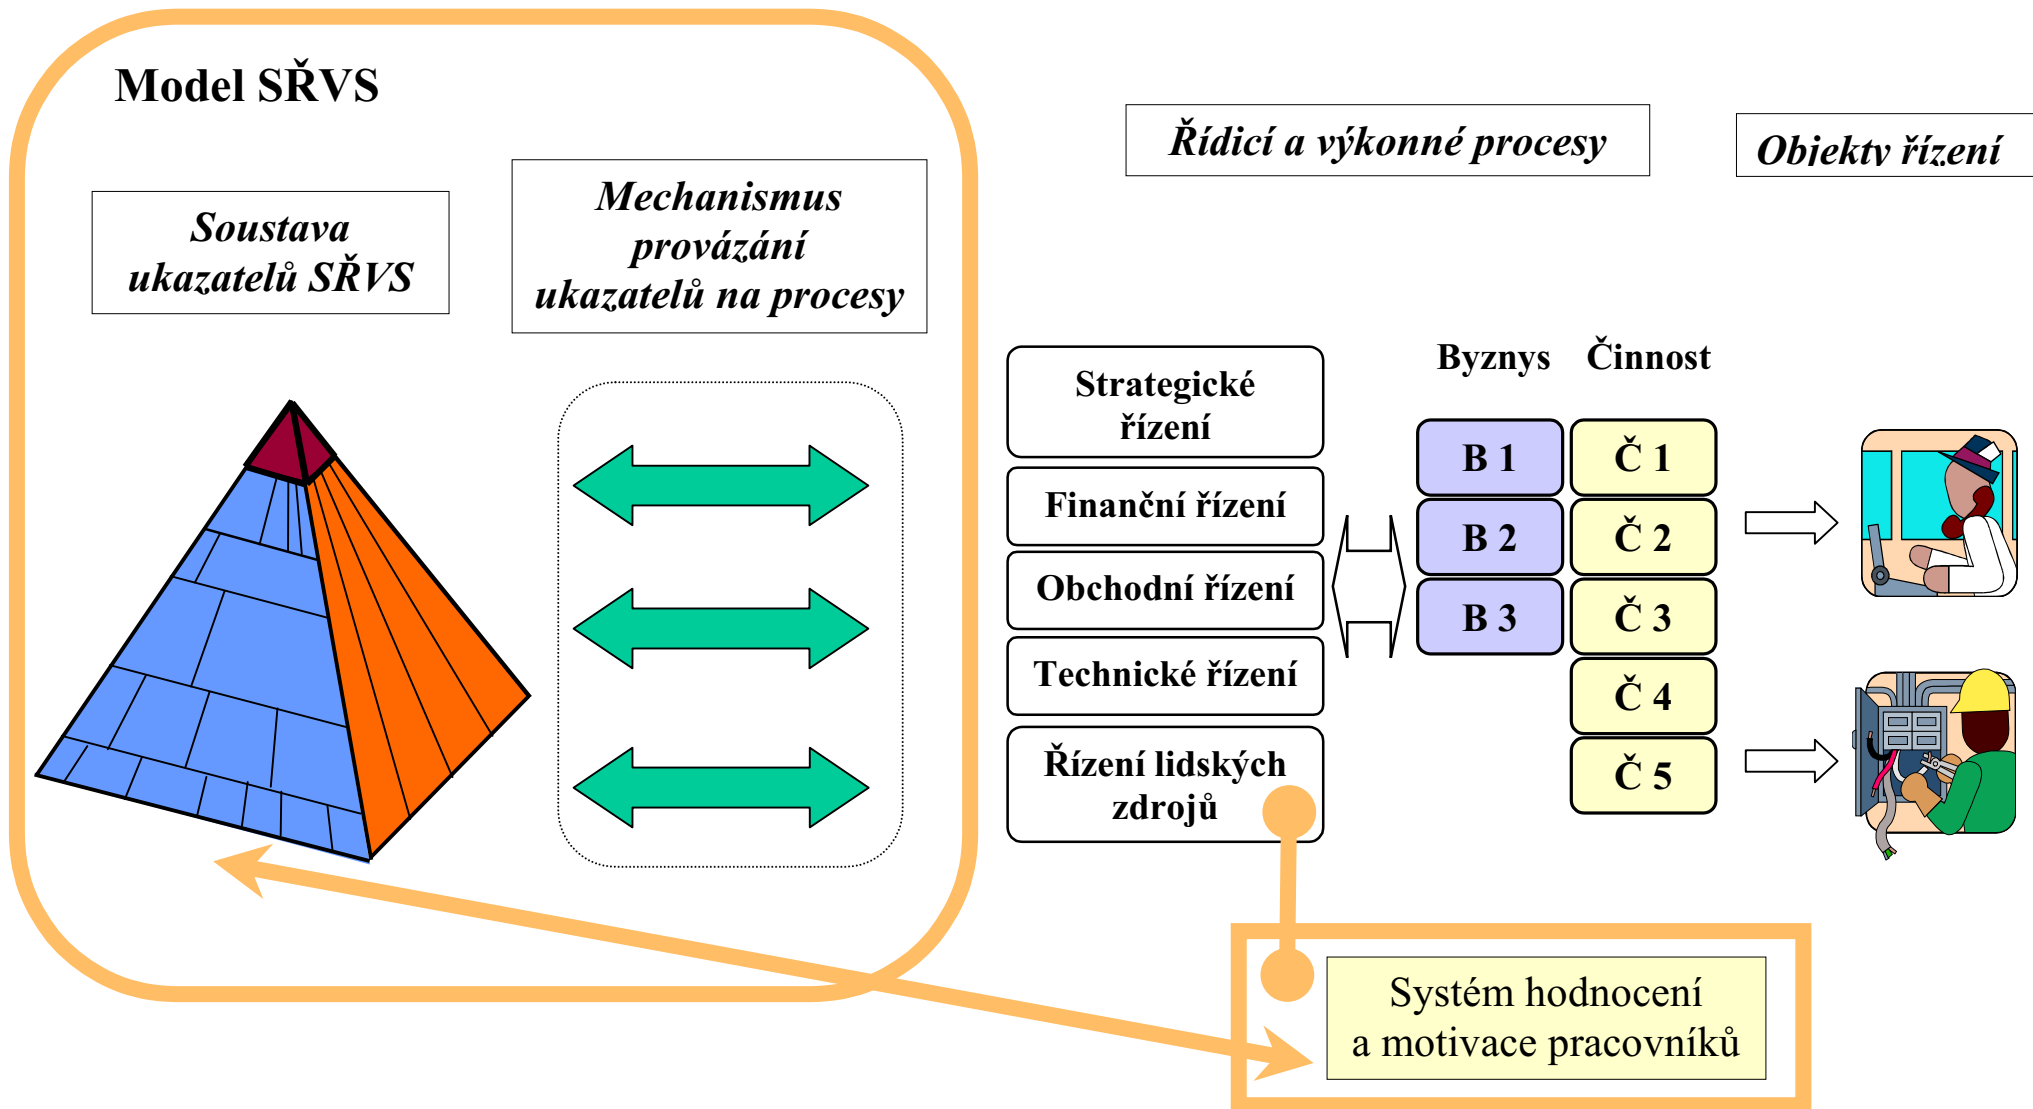 Model SŘVS
Soustava
ukazatelů SŘVS
Mechanismus
provázání
ukazatelů na procesy
Řídicí a výkonné procesy
Objekty řízení
Strategické
řízení
Finanční řízení
Obchodní řízení
Technické řízení
Řízení lidských
zdrojů
Byznys
Činnost
B 1
Č 1
B 2
Č 2
B 3
Č 3
Č 4
Č 5
Systém hodnocení
a motivace pracovníků